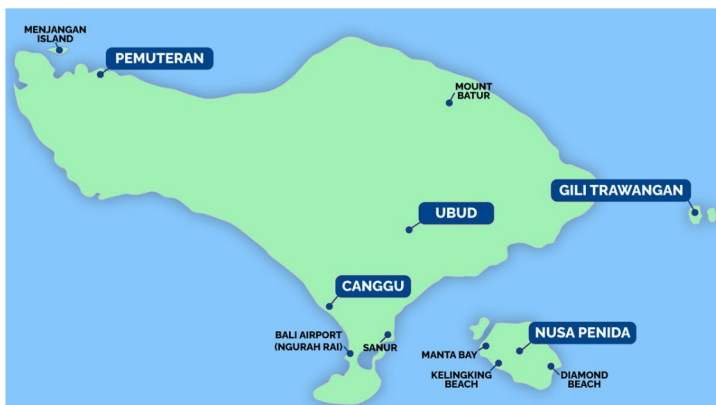 MENJANGAN
ISLAND
PEMUTERAN
MOUNT
BATUR
GILI TRAWANGAN
UBUD
CANGGU
BALI AIRPORT
(NGURAH RAI)
SANUR
NUSA PENIDA
MANTA BAY
KELINGKING
BEACH
DIAMOND
BEACH